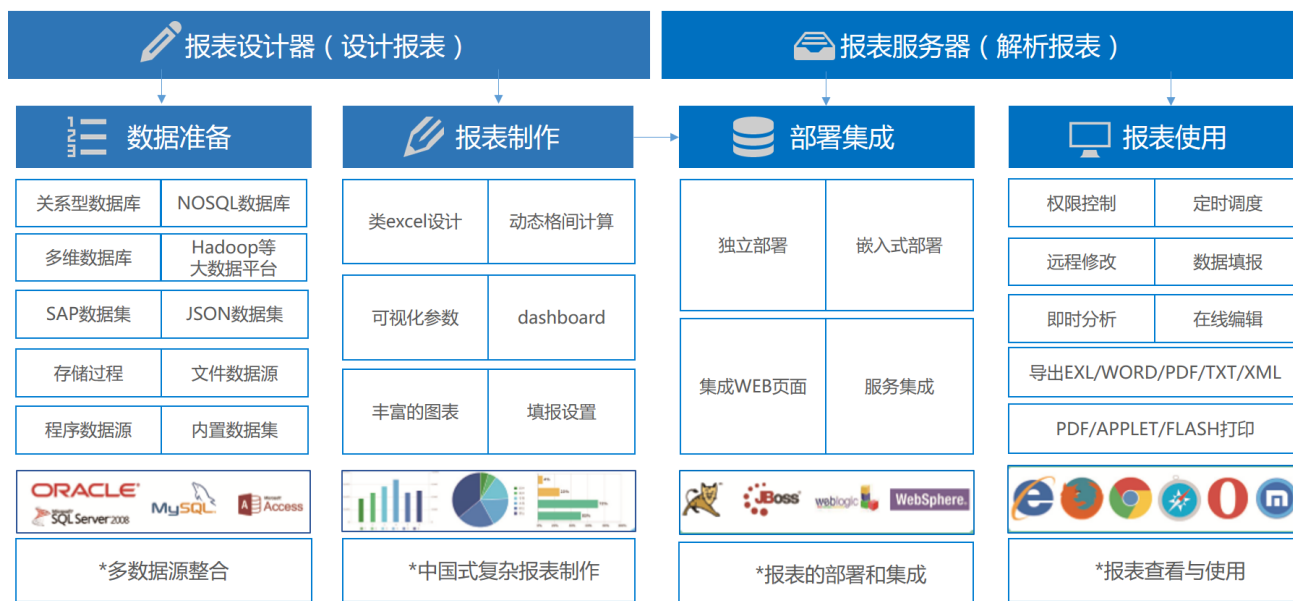 报表设计器（设计报表）
报表服务器（解析报表）
数据准备
报表制作
部署集成
报表使用
关系型数据库
NOSQL数据库
多维数据库
Hadoop等
大数据平台
SAP数据集
JSON数据集
存储过程
文件数据源
程序数据源
内置数据集
ORACLE
MySQL
Microsoft
Access
Microsoft
SQL Server 2008
*多数据源整合
类excel设计
动态格间计算
可视化参数
dashboard
丰富的图表
填报设置
*中国式复杂报表制作
独立部署
嵌入式部署
集成WEB页面
服务集成
JBoss
weblogic
WebSphere.
*报表的部署和集成
权限控制
定时调度
远程修改
数据填报
即时分析
在线编辑
导出EXL/WORD/PDF/TXT/XML
PDF/APPLET/FLASH打印
*报表查看与使用